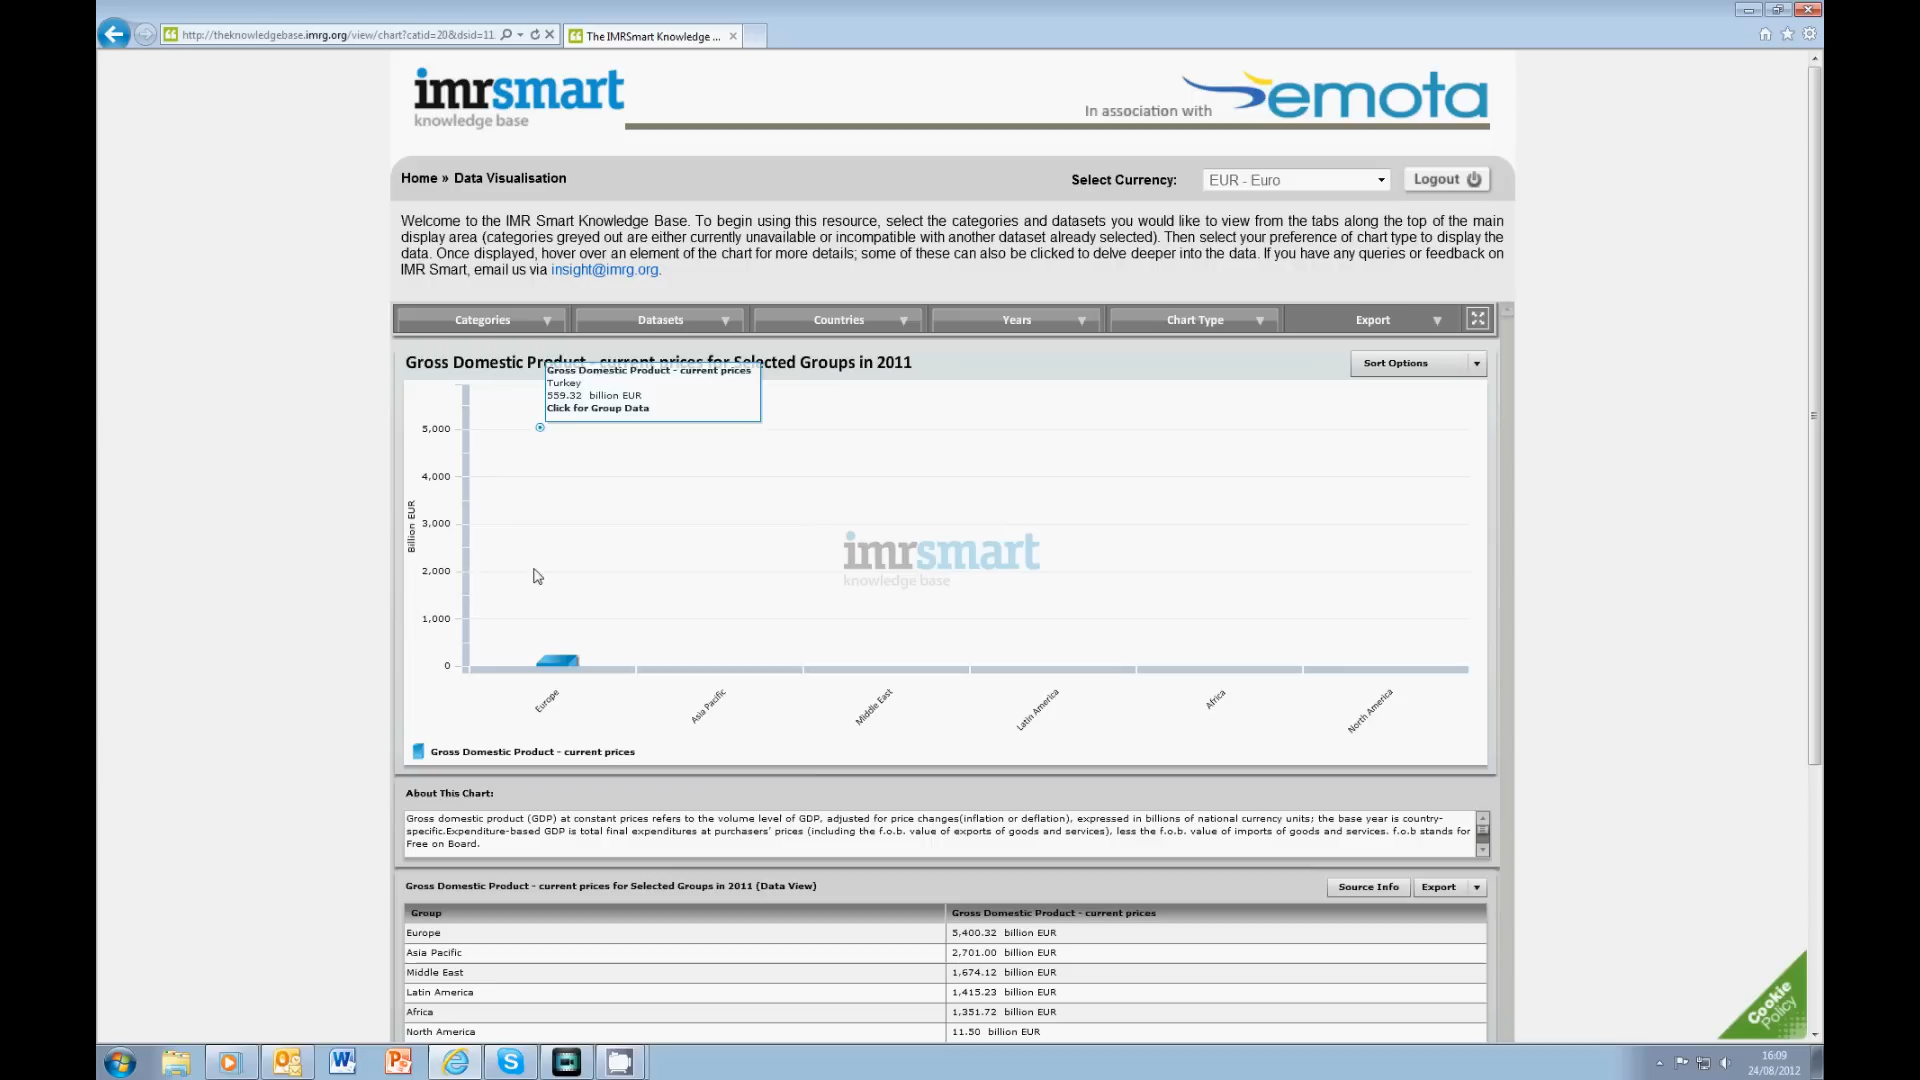 http://theknowledgebase.imrg.org/view/chart?catid=20&dsid=11
The IMRSmart Knowledge ...
imrsmart
knowledge base
In association with
emota
Home » Data Visualisation
Select Currency:
EUR - Euro
Logout
Welcome to the IMR Smart Knowledge Base. To begin using this resource, select the categories and datasets you would like to view from the tabs along the top of the main
display area (categories greyed out are either currently unavailable or incompatible with another dataset already selected). Then select your preference of chart type to display the
data. Once displayed, hover over an element of the chart for more details; some of these can also be clicked to delve deeper into the data. If you have any queries or feedback on
IMR Smart, email us via insight@imrg.org.
Categories
Datasets
Countries
Years
Chart Type
Export
Gross Domestic Product - current prices for Selected Groups in 2011
Sort Options
Gross Domestic Product - current prices
Turkey
559.32 billion EUR
Click for Group Data
Billion EUR
5,000
4,000
3,000
2,000
1,000
0
imrsmart
knowledge base
Europe
Asia Pacific
Middle East
Latin America
Africa
North America
Gross Domestic Product - current prices
About This Chart:
Gross domestic product (GDP) at constant prices refers to the volume level of GDP, adjusted for price changes(inflation or deflation), expressed in billions of national currency units; the base year is country-
specific.Expenditure-based GDP is total final expenditures at purchasers' prices (including the f.o.b. value of exports of goods and services), less the f.o.b. value of imports of goods and services. f.o.b stands for
Free on Board.
Gross Domestic Product - current prices for Selected Groups in 2011 (Data View)
Source Info
Export
Group
Gross Domestic Product - current prices
Europe
5,400.32 billion EUR
Asia Pacific
2,701.00 billion EUR
Middle East
1,674.12 billion EUR
Latin America
1,415.23 billion EUR
Africa
1,351.72 billion EUR
North America
11.50 billion EUR
Cookie
Policy
16:09
24/08/2012